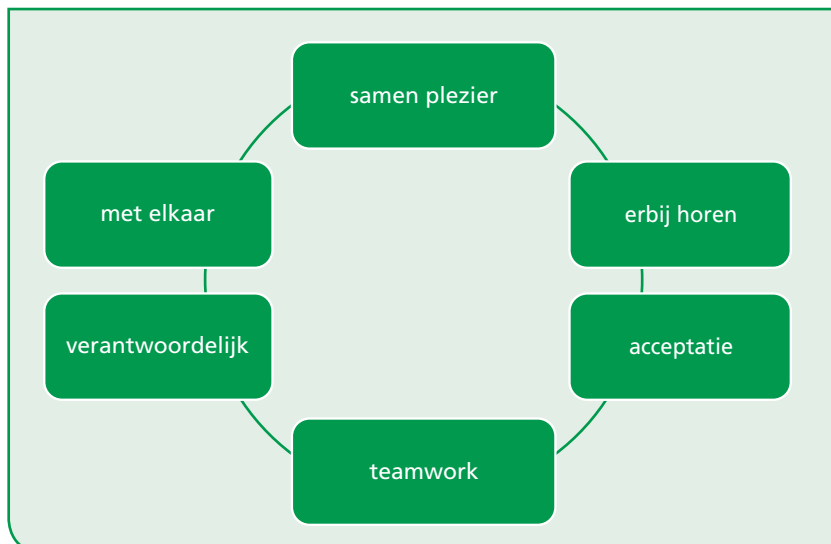 samen plezier
met elkaar
erbij horen
verantwoordelijk
acceptatie
teamwork